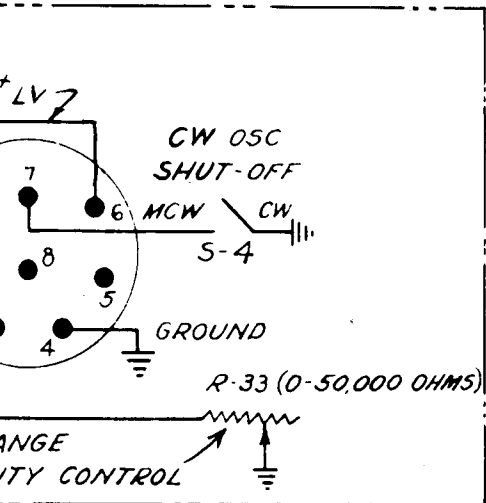 + LV
CW OSC
SHUT-OFF
7
6 MCW CW
S-4
8
5
4 GROUND
R-33 (0-50,000 OHMS)
ANGE
ITY CONTROL